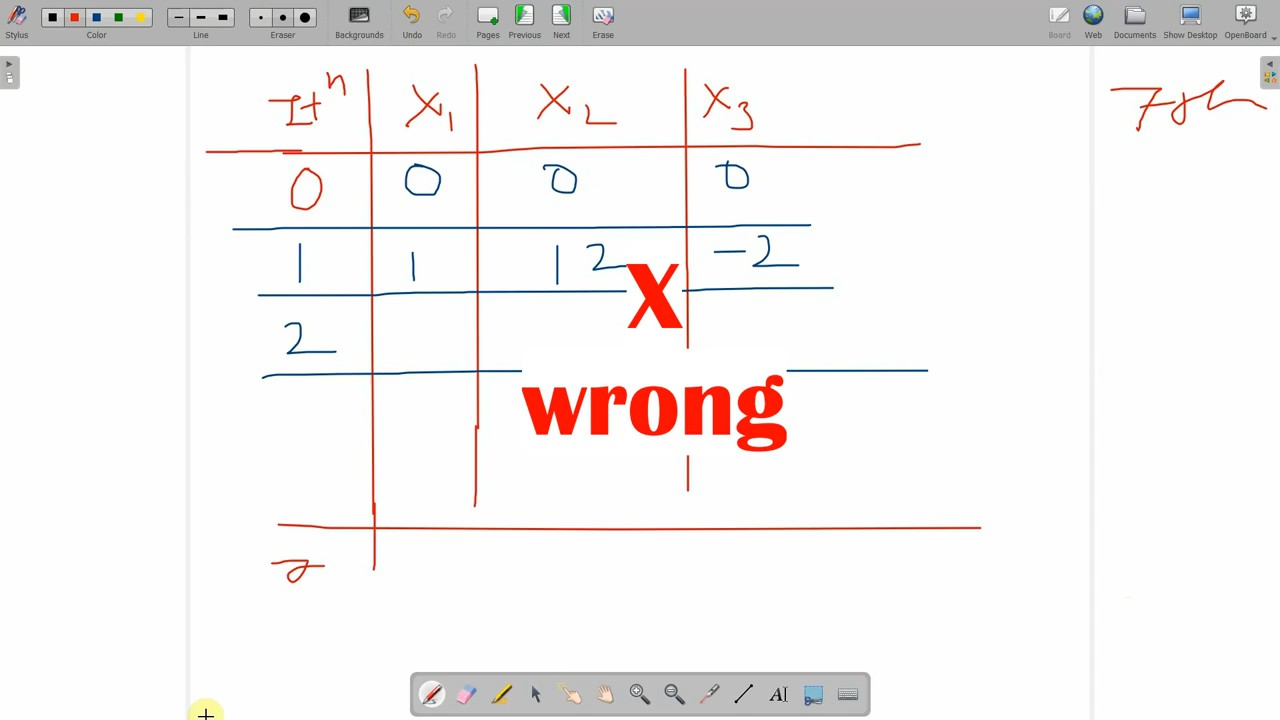 Stylus Color Line Eraser Backgrounds Undo Redo Pages Previous Next Erase Board Web Documents Show Desktop OpenBoard
Itⁿ X₁ X₂ X₃
0 0 0 0
1 1 12 -2
2
X
wrong
AI